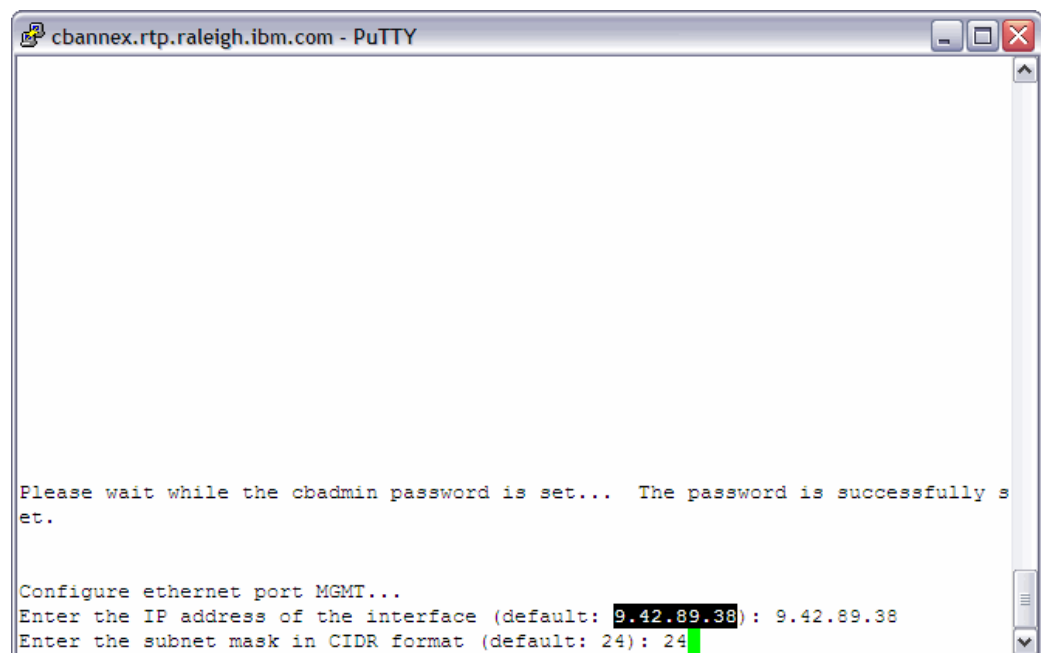 cbannex.rtp.raleigh.ibm.com - PuTTY
Please wait while the cbadmin password is set...  The password is successfully s
et.
Configure ethernet port MGMT...
Enter the IP address of the interface (default: 9.42.89.38): 9.42.89.38
Enter the subnet mask in CIDR format (default: 24): 24